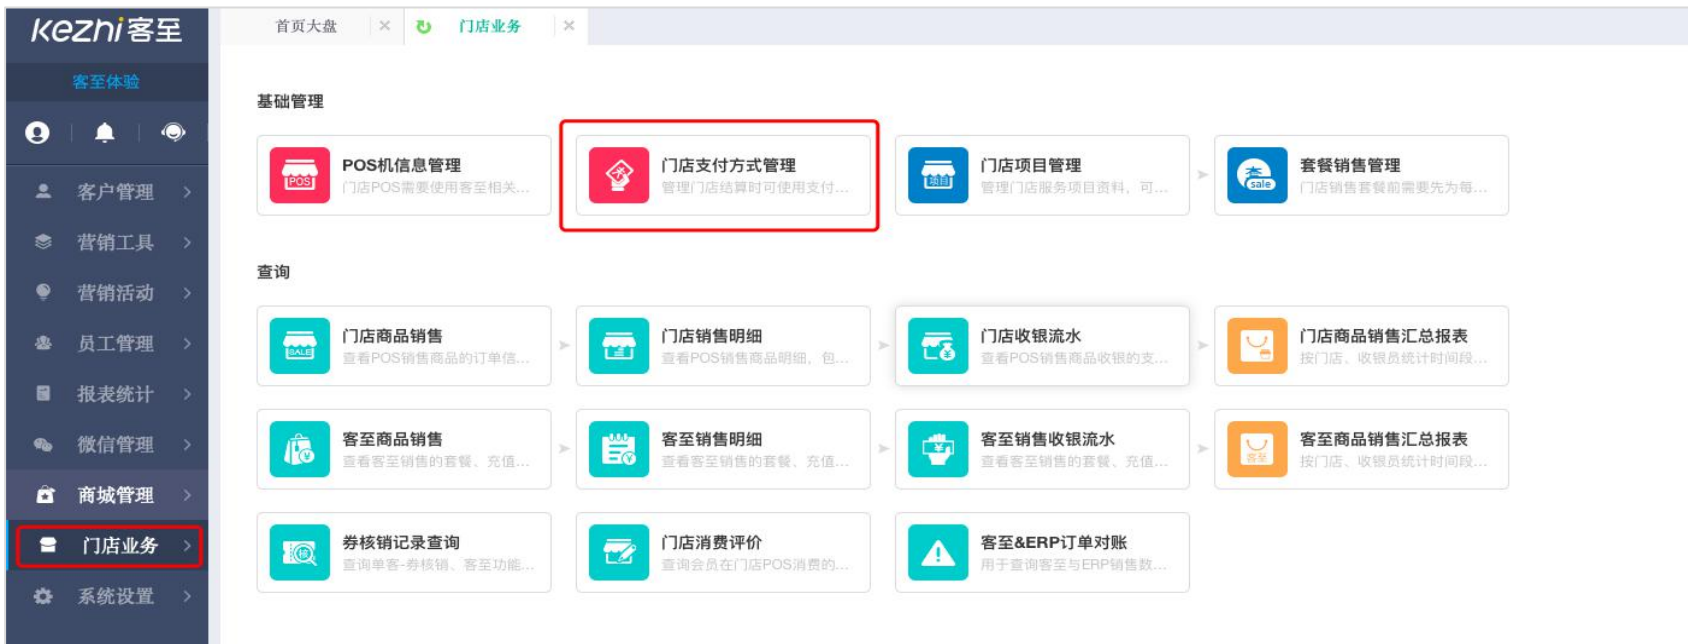 kezhi客至
首页大盘
门店业务
客至体验
客户管理
营销工具
营销活动
员工管理
报表统计
微信管理
商城管理
门店业务
系统设置
基础管理
POS
POS机信息管理
门店POS需要使用客至相关...
门店支付方式管理
管理门店结算时可使用支付...
项目
门店项目管理
管理门店服务项目资料，可...
套
sale
套餐销售管理
门店销售套餐前需要先为每...
查询
SALE
门店商品销售
查看POS销售商品的订单信...
门店销售明细
查看POS销售商品明细，包...
门店收银流水
查看POS销售商品收银的支...
门店商品销售汇总报表
按门店、收银员统计时间段...
客至商品销售
查看客至销售的套餐、充值...
客至销售明细
查看客至销售的套餐、充值...
客至销售收银流水
查看客至销售的套餐、充值...
客至
客至商品销售汇总报表
按门店、收银员统计时间段...
核
券核销记录查询
查询单客-券核销、客至功能...
门店消费评价
查询会员在门店POS消费的...
客至&ERP订单对账
用于查询客至与ERP销售数...